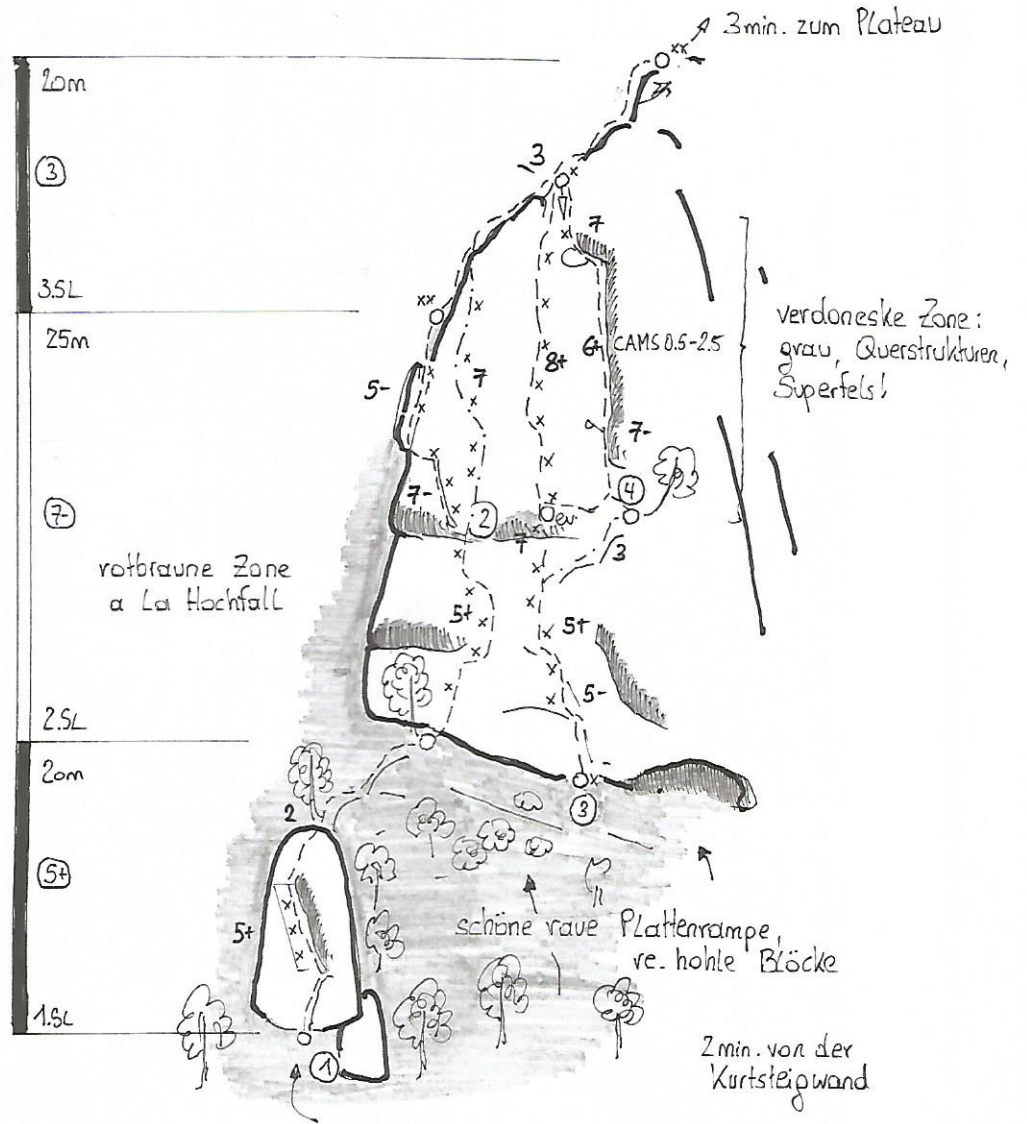 3min. zum Plateau
20m
③
3
7
3.SL
25m
verdoneske Zone:
grau, Querstrukturen,
Superfels!
6+ CAMS 0.5-2.5
8+
7
5-
7-
7-
②
④
7
⑦-
3
rotbraune Zone
a la Hochfall
5+
5+
5-
2.SL
20m
③
2
⑤+
5+
schöne raue Plattenrampe,
re. hohle Blöcke
1.SL
①
2min. von der
Kurtsteigwand